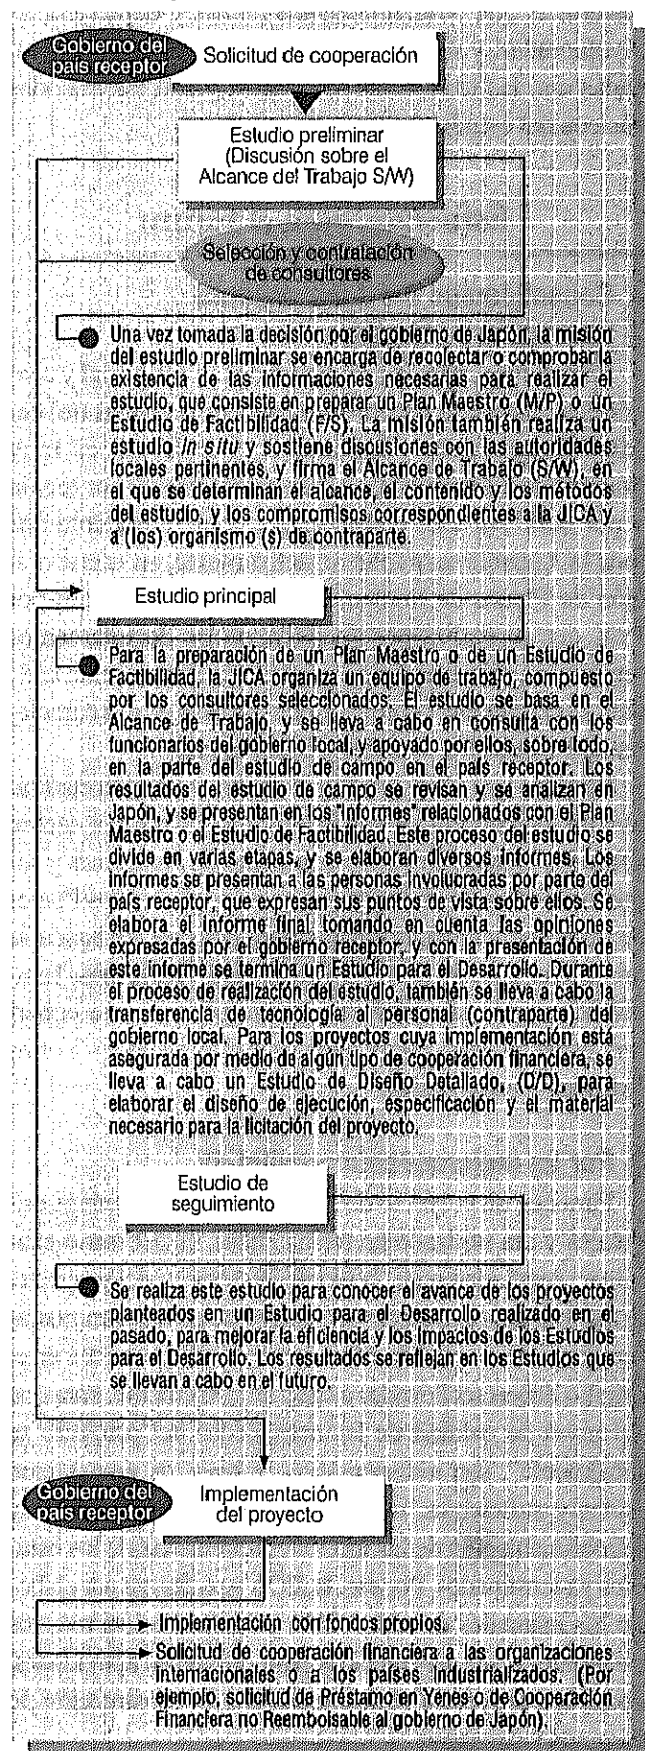 Gobierno del
país receptor
Solicitud de cooperación
Estudio preliminar
(Discusión sobre el
Alcance del Trabajo S/W)
Selección y contratación
de consultores
Una vez tomada la decisión por el gobierno de Japón, la misión
del estudio preliminar se encarga de recolectar o comprobar la
existencia de las informaciones necesarias para realizar el
estudio, que consiste en preparar un Plan Maestro (M/P) o un
Estudio de Factibilidad (F/S). La misión también realiza un
estudio in situ y sostiene discusiones con las autoridades
locales pertinentes, y firma el Alcance de Trabajo (S/W), en
el que se determinan el alcance, el contenido y los métodos
del estudio, y los compromisos correspondientes a la JICA y
a (los) organismo (s) de contraparte.
Estudio principal
Para la preparación de un Plan Maestro o de un Estudio de
Factibilidad, la JICA organiza un equipo de trabajo, compuesto
por los consultores seleccionados. El estudio se basa en el
Alcance de Trabajo, y se lleva a cabo en consulta con los
funcionarios del gobierno local, y apoyado por ellos, sobre todo,
en la parte del estudio de campo en el país receptor. Los
resultados del estudio de campo se revisan y se analizan en
Japón, y se presentan en los "Informes" relacionados con el Plan
Maestro o el Estudio de Factibilidad. Este proceso del estudio se
divide en varias etapas, y se elaboran diversos informes. Los
informes se presentan a las personas involucradas por parte del
país receptor, que expresan sus puntos de vista sobre ellos. Se
elabora el informe final, tomando en cuenta las opiniones
expresadas por el gobierno receptor, y con la presentación de
este informe se termina un Estudio para el Desarrollo. Durante
el proceso de realización del estudio, también se lleva a cabo la
transferencia de tecnología al personal (contraparte) del
gobierno local. Para los proyectos cuya implementación está
asegurada por medio de algún tipo de cooperación financiera, se
lleva a cabo un Estudio de Diseño Detallado, (D/D), para
elaborar el diseño de ejecución, especificación y el material
necesario para la licitación del proyecto.
Estudio de
seguimiento
Se realiza este estudio para conocer el avance de los proyectos
planteados en un Estudio para el Desarrollo realizado en el
pasado, para mejorar la eficiencia y los impactos de los Estudios
para el Desarrollo. Los resultados se reflejan en los Estudios que
se llevan a cabo en el futuro.
Gobierno del
país receptor
Implementación
del proyecto
Implementación con fondos propios.
Solicitud de cooperación financiera a las organizaciones
internacionales o a los países industrializados. (Por
ejemplo, solicitud de Préstamo en Yenes o de Cooperación
Financiera no Reembolsable al gobierno de Japón).